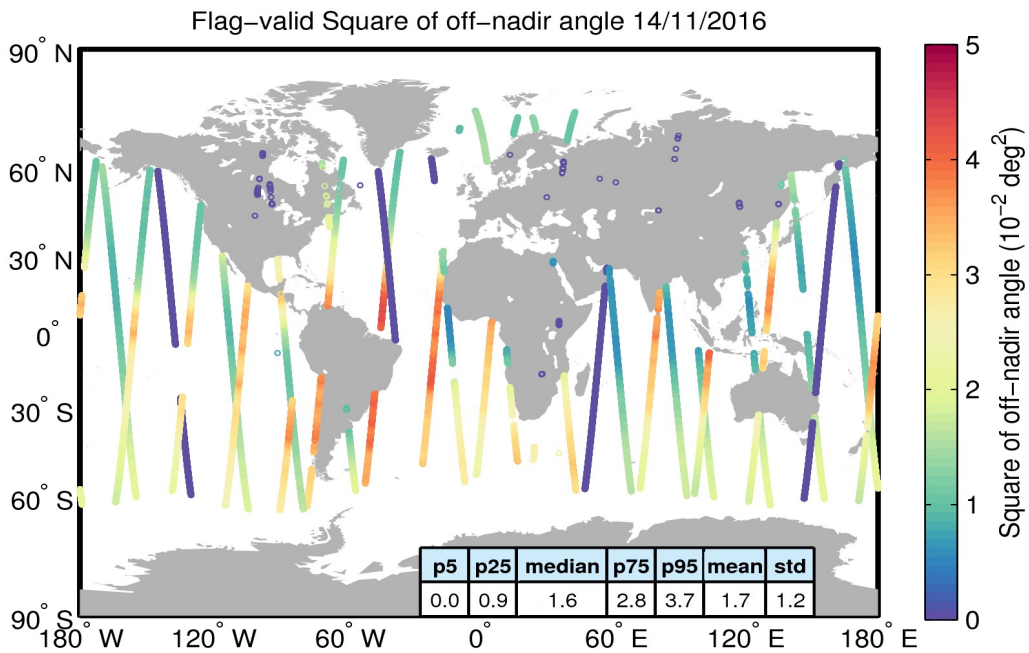 Flag−valid Square of off−nadir angle 14/11/2016
90° N
60° N
30° N
0°
30° S
60° S
90° S
180° W
120° W
60° W
0°
60° E
120° E
180° E
p5 p25 median p75 p95 mean std
0.0 0.9 1.6 2.8 3.7 1.7 1.2
5
4
3
2
1
0
Square of off−nadir angle (10⁻² deg²)